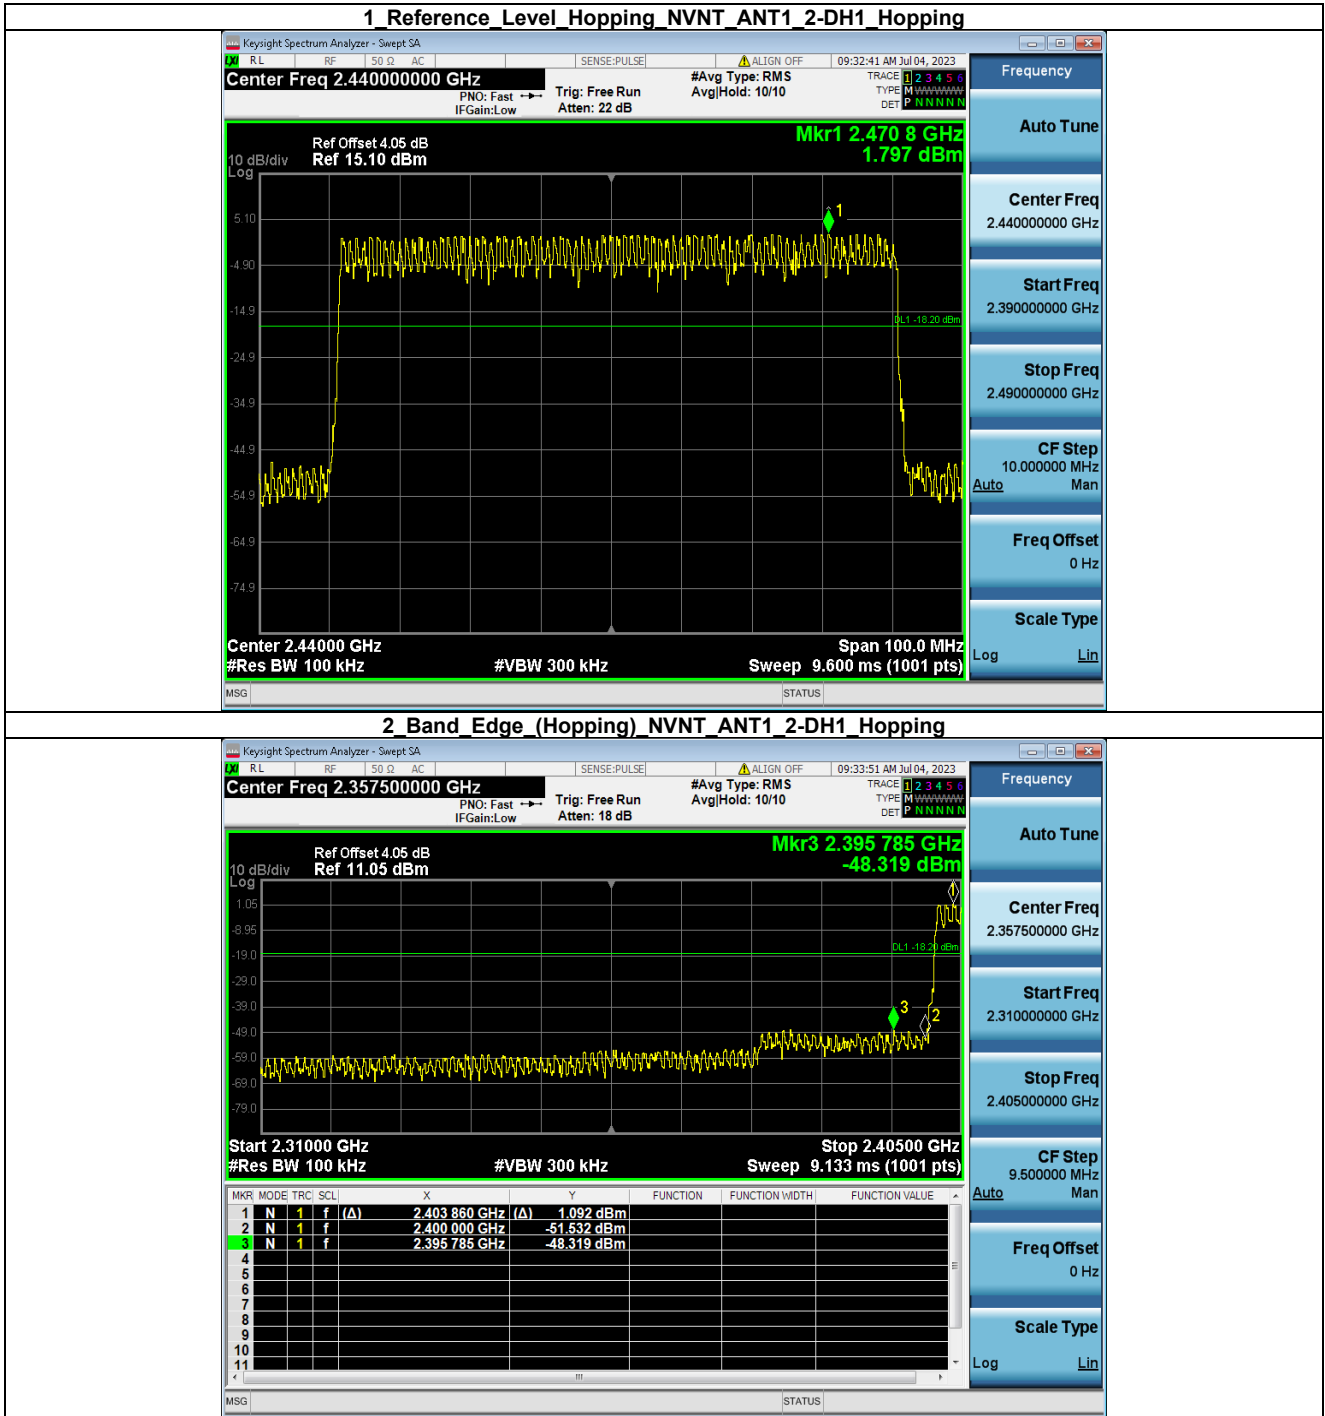 1_Reference_Level_Hopping_NVNT_ANT1_2-DH1_Hopping
Keysight Spectrum Analyzer - Swept SA
LXI RL RF 50 Ω AC SENSE:PULSE ALIGN OFF 09:32:41 AM Jul 04, 2023
Center Freq 2.440000000 GHz
PNO: Fast
IFGain:Low
Trig: Free Run
Atten: 22 dB
#Avg Type: RMS
Avg|Hold: 10/10
TRACE 1 2 3 4 5 6
TYPE M WWWWW
DET P N N N N N
Frequency
Auto Tune
Center Freq
2.440000000 GHz
Start Freq
2.390000000 GHz
Stop Freq
2.490000000 GHz
CF Step
10.000000 MHz
Auto Man
Freq Offset
0 Hz
Scale Type
Log Lin
Mkr1 2.470 8 GHz
1.797 dBm
Ref Offset 4.05 dB
10 dB/div Ref 15.10 dBm
Log
1
5.10
-4.90
-14.9
DL1 -18.20 dBm
-24.9
-34.9
-44.9
-54.9
-64.9
-74.9
Center 2.44000 GHz Span 100.0 MHz
#Res BW 100 kHz #VBW 300 kHz Sweep 9.600 ms (1001 pts)
MSG STATUS
2_Band_Edge_(Hopping)_NVNT_ANT1_2-DH1_Hopping
Keysight Spectrum Analyzer - Swept SA
LXI RL RF 50 Ω AC SENSE:PULSE ALIGN OFF 09:33:51 AM Jul 04, 2023
Center Freq 2.357500000 GHz
PNO: Fast
IFGain:Low
Trig: Free Run
Atten: 18 dB
#Avg Type: RMS
Avg|Hold: 10/10
TRACE 1 2 3 4 5 6
TYPE M WWWWW
DET P N N N N N
Frequency
Auto Tune
Center Freq
2.357500000 GHz
Start Freq
2.310000000 GHz
Stop Freq
2.405000000 GHz
CF Step
9.500000 MHz
Auto Man
Freq Offset
0 Hz
Scale Type
Log Lin
Mkr3 2.395 785 GHz
-48.319 dBm
Ref Offset 4.05 dB
10 dB/div Ref 11.05 dBm
Log
1
1.05
-8.95
DL1 -18.20 dBm
-19.0
-29.0
-39.0
3
2
-49.0
-59.0
-69.0
-79.0
Start 2.31000 GHz Stop 2.40500 GHz
#Res BW 100 kHz #VBW 300 kHz Sweep 9.133 ms (1001 pts)
MKR MODE TRC SCL X Y FUNCTION FUNCTION WIDTH FUNCTION VALUE
1 N 1 f (Δ) 2.403 860 GHz (Δ) 1.092 dBm
2 N 1 f 2.400 000 GHz -51.532 dBm
3 N 1 f 2.395 785 GHz -48.319 dBm
4
5
6
7
8
9
10
11
MSG STATUS